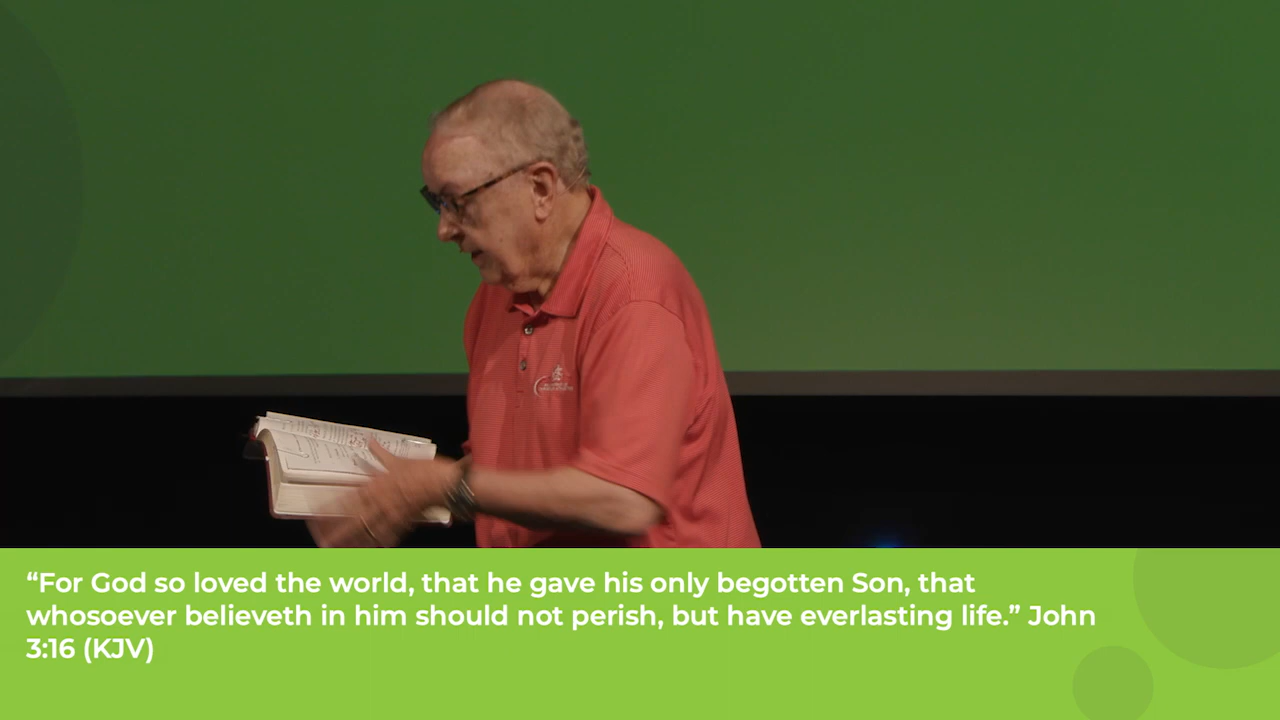 “For God so loved the world, that he gave his only begotten Son, that
whosoever believeth in him should not perish, but have everlasting life.” John
3:16 (KJV)